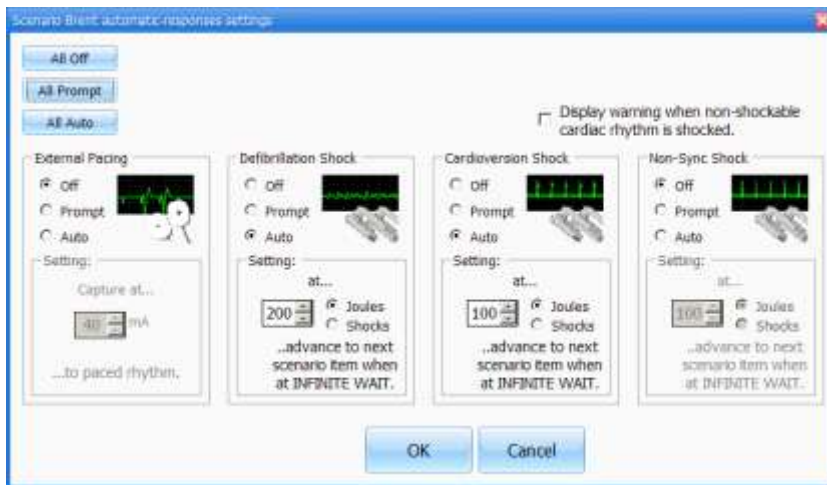 Scenario Brent automatic-responses settings
All Off
All Prompt
All Auto
Display warning when non-shockable
cardiac rhythm is shocked.
External Pacing
Off
Prompt
Auto
Setting:
Capture at...
40 mA
...to paced rhythm.
Defibrillation Shock
Off
Prompt
Auto
Setting:
at...
200 Joules
Shocks
...advance to next
scenario item when
at INFINITE WAIT.
Cardioversion Shock
Off
Prompt
Auto
Setting:
at...
100 Joules
Shocks
...advance to next
scenario item when
at INFINITE WAIT.
Non-Sync Shock
Off
Prompt
Auto
Setting:
at...
100 Joules
Shocks
...advance to next
scenario item when
at INFINITE WAIT.
OK
Cancel